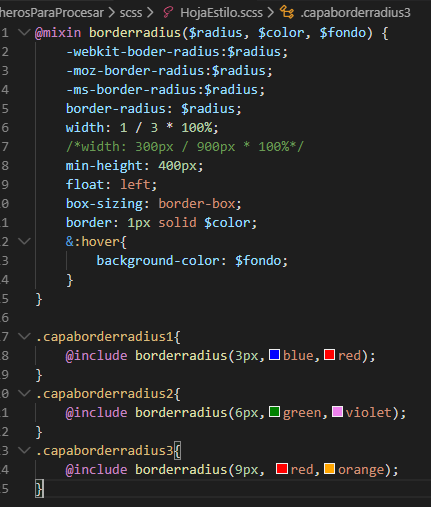 herosParaProcesar > scss > HojaEstilo.scss > .capaborderradius3
1 @mixin borderradius($radius, $color, $fondo) {
2 -webkit-boder-radius:$radius;
3 -moz-border-radius:$radius;
4 -ms-border-radius:$radius;
5 border-radius: $radius;
6 width: 1 / 3 * 100%;
7 /*width: 300px / 900px * 100%*/
8 min-height: 400px;
9 float: left;
0 box-sizing: border-box;
1 border: 1px solid $color;
2 &:hover{
3 background-color: $fondo;
4 }
5 }
6
7 .capaborderradius1{
8 @include borderradius(3px, blue, red);
9 }
0 .capaborderradius2{
1 @include borderradius(6px, green, violet);
2 }
3 .capaborderradius3{
4 @include borderradius(9px, red, orange);
5 }